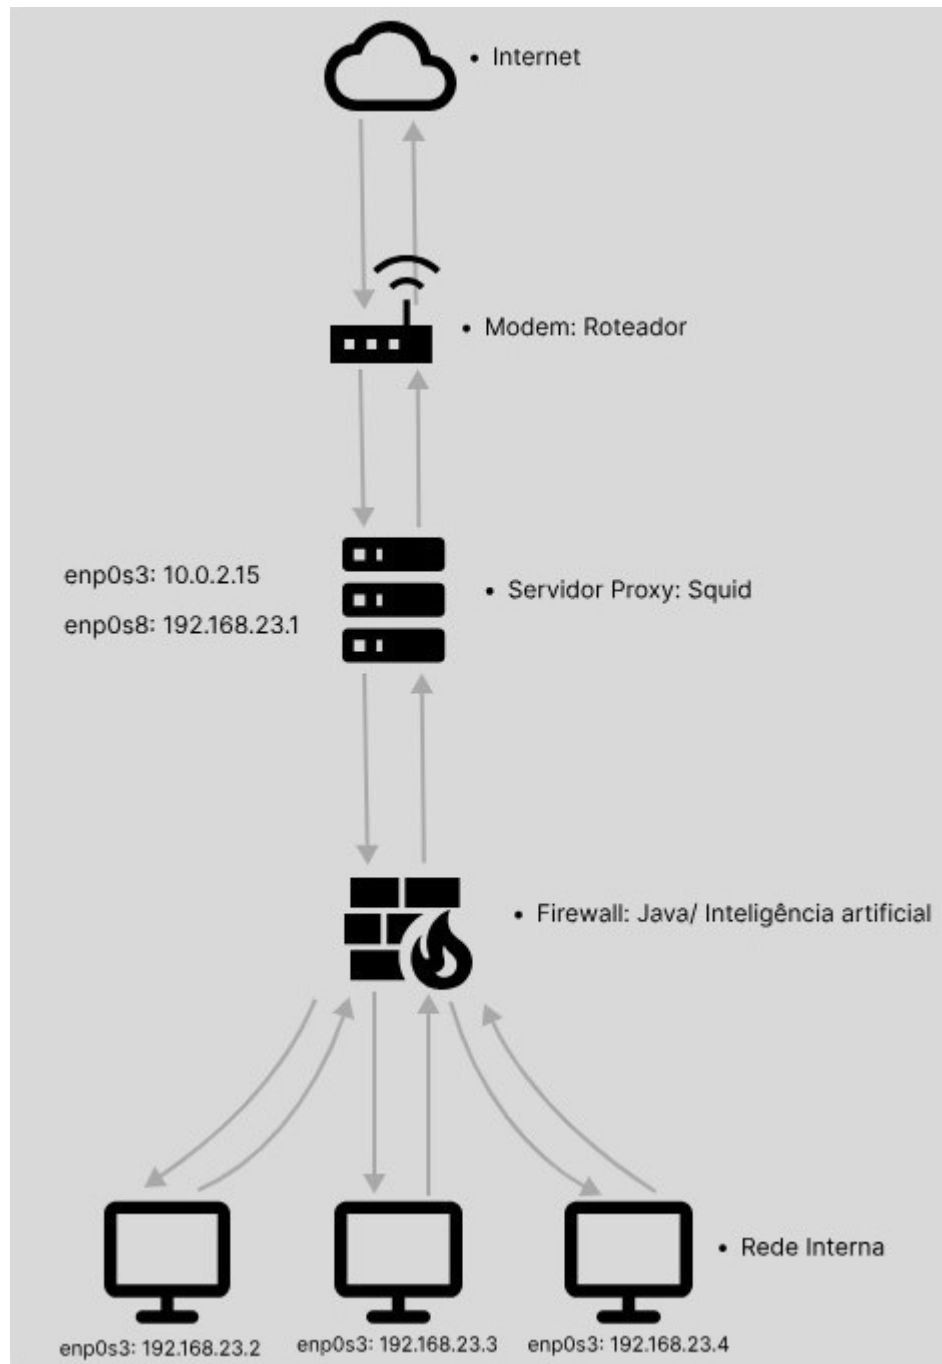 • Internet
• Modem: Roteador
enp0s3: 10.0.2.15
enp0s8: 192.168.23.1
• Servidor Proxy: Squid
• Firewall: Java/ Inteligência artificial
• Rede Interna
enp0s3: 192.168.23.2
enp0s3: 192.168.23.3
enp0s3: 192.168.23.4